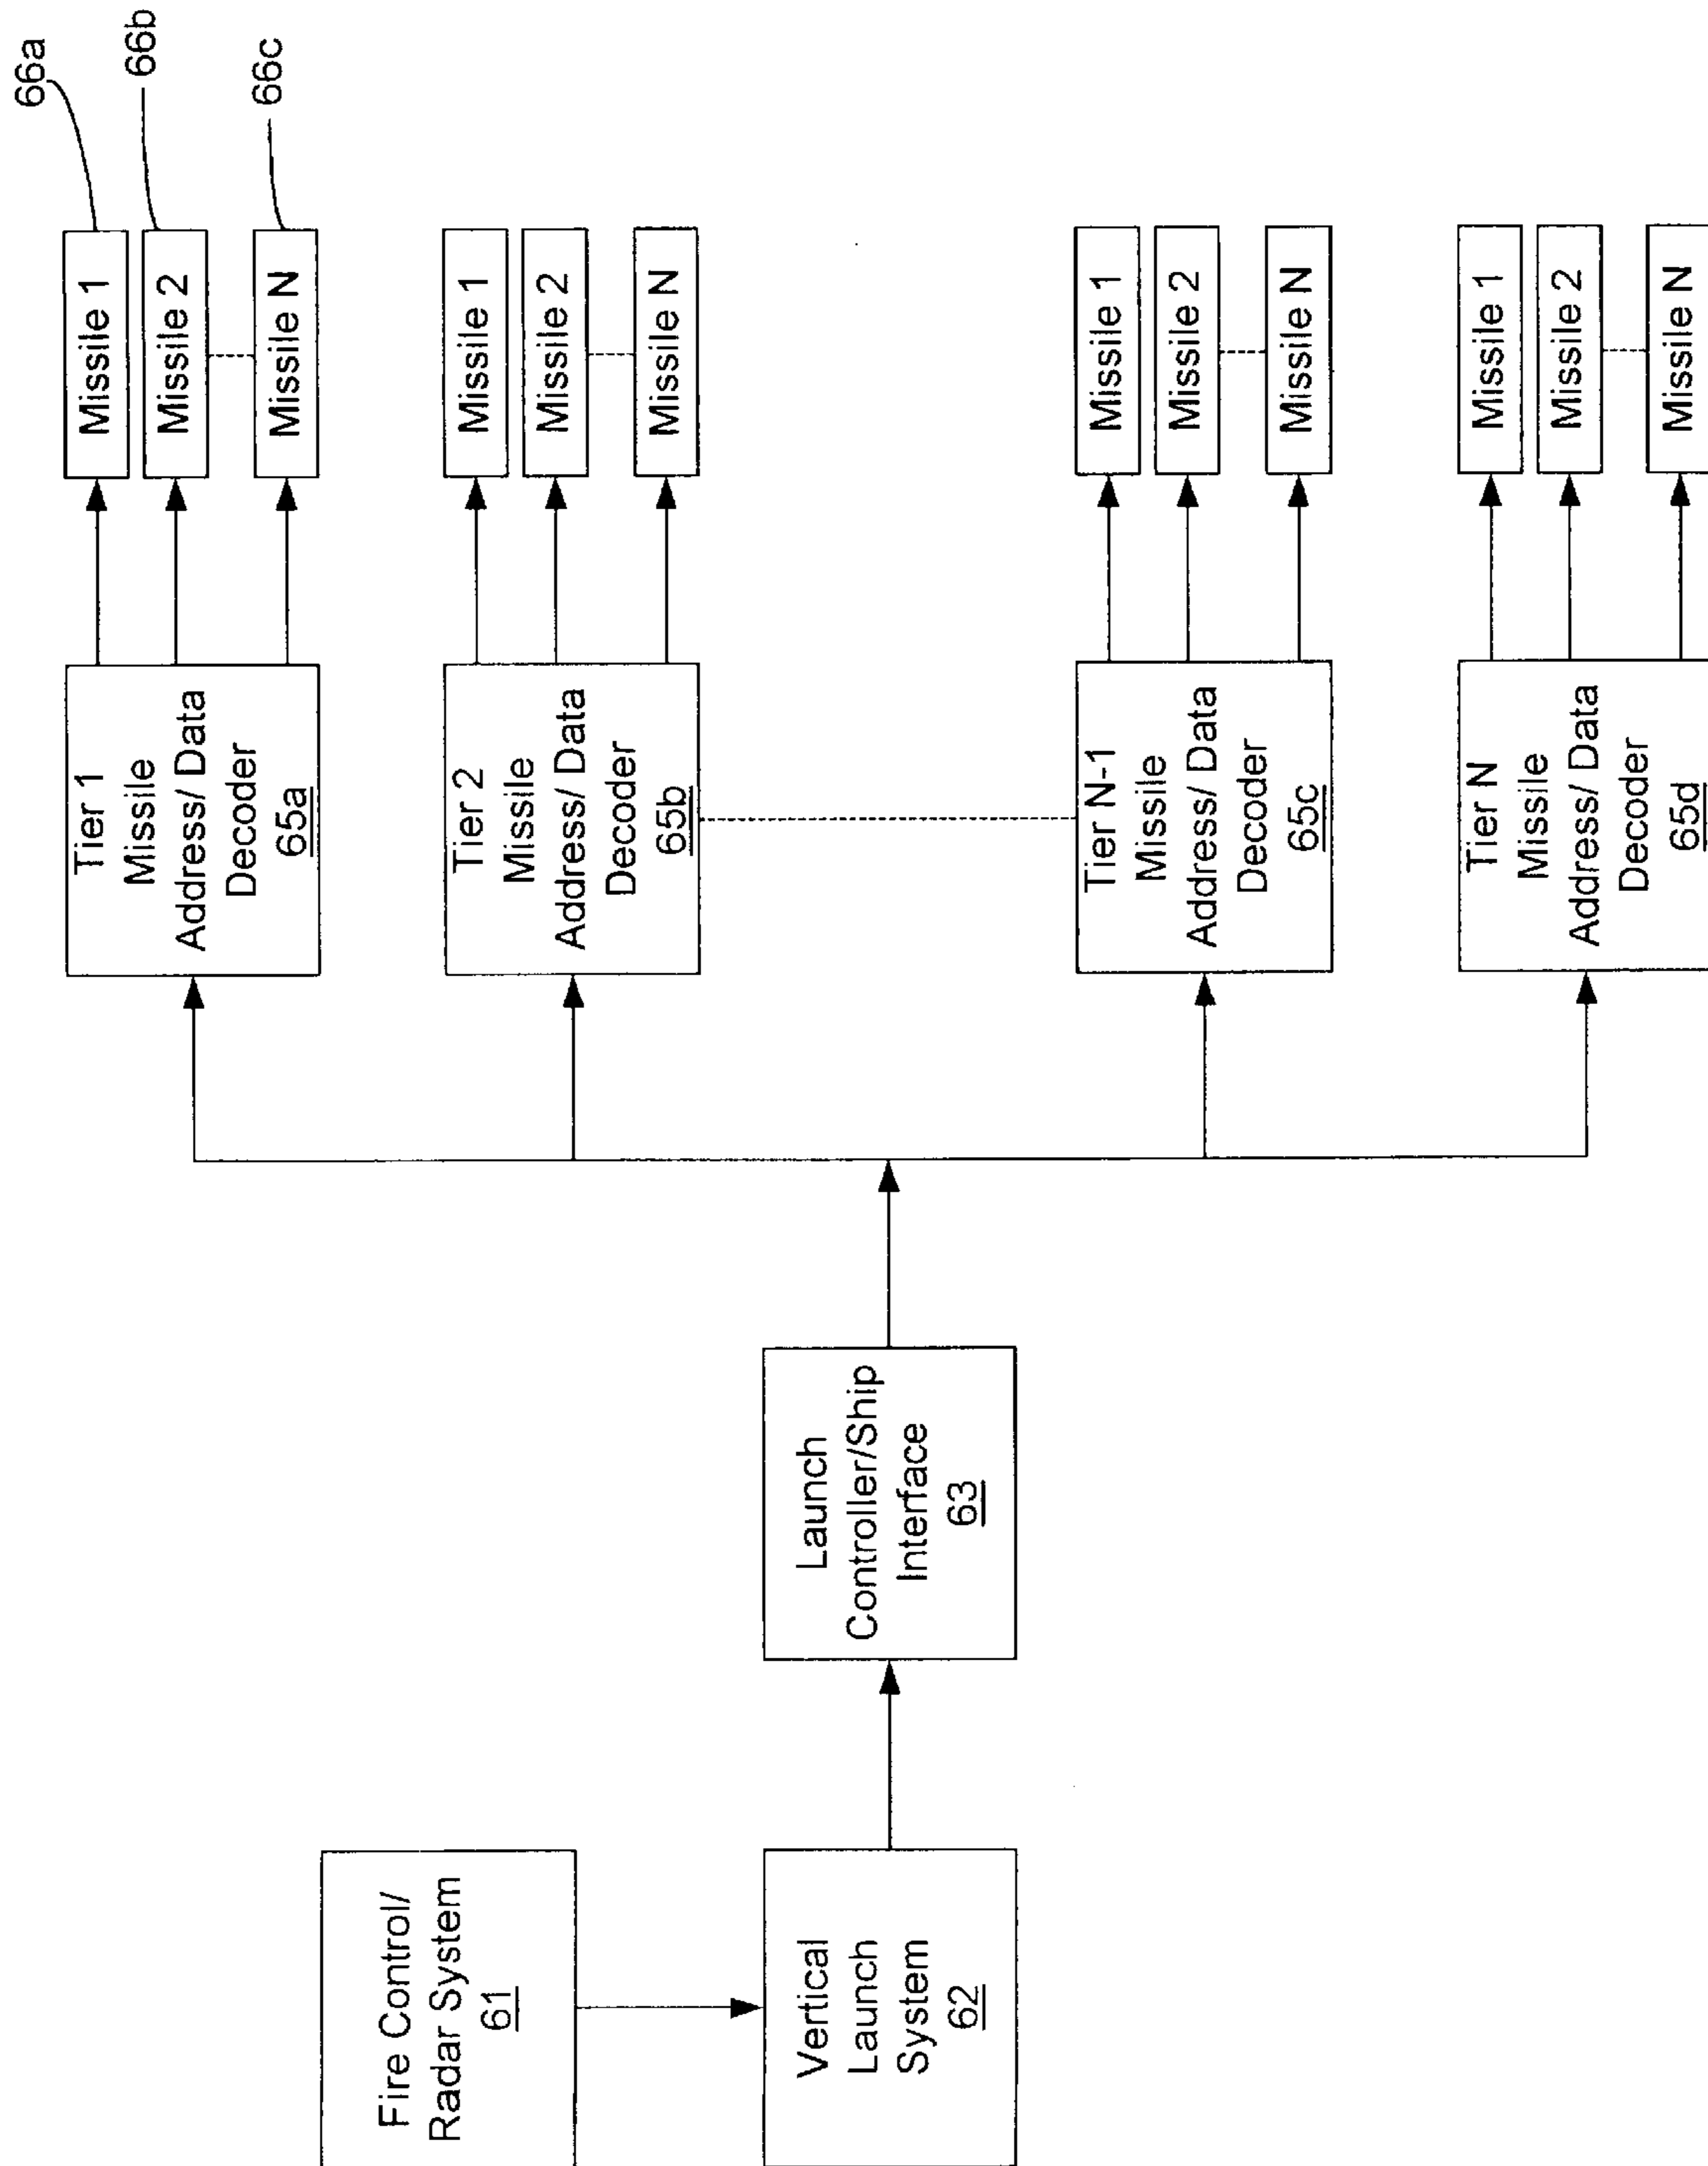 Fire Control/
Radar System
61
Vertical
Launch
System
62
Launch
Controller/Ship
Interface
63
Tier 1
Missile
Address/ Data
Decoder
65a
Tier 2
Missile
Address/ Data
Decoder
65b
Tier N-1
Missile
Address/ Data
Decoder
65c
Tier N
Missile
Address/ Data
Decoder
65d
Missile 1
Missile 2
Missile N
66a
66b
66c
Missile 1
Missile 2
Missile N
Missile 1
Missile 2
Missile N
Missile 1
Missile 2
Missile N